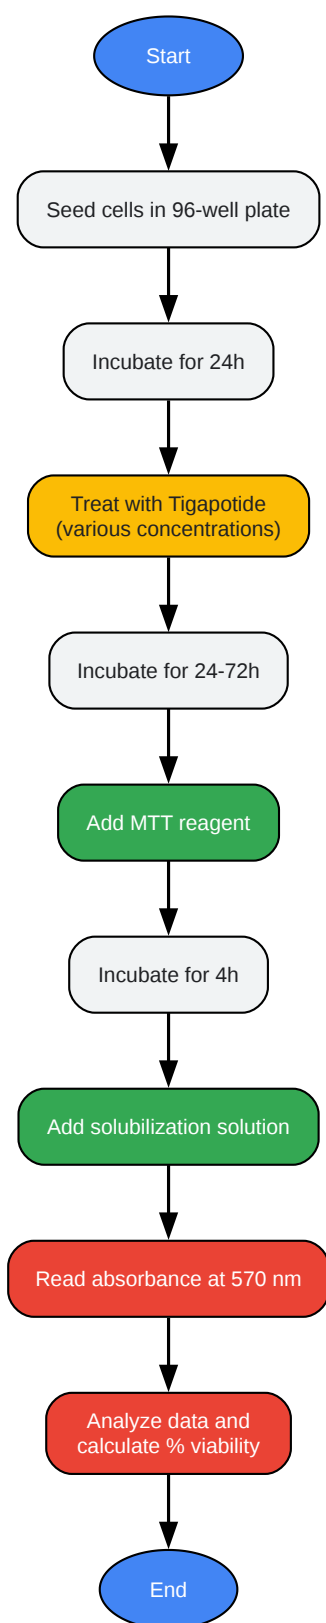 Start
Seed cells in 96-well plate
Incubate for 24h
Treat with Tigapotide
(various concentrations)
Incubate for 24-72h
Add MTT reagent
Incubate for 4h
Add solubilization solution
Read absorbance at 570 nm
Analyze data and
calculate % viability
End